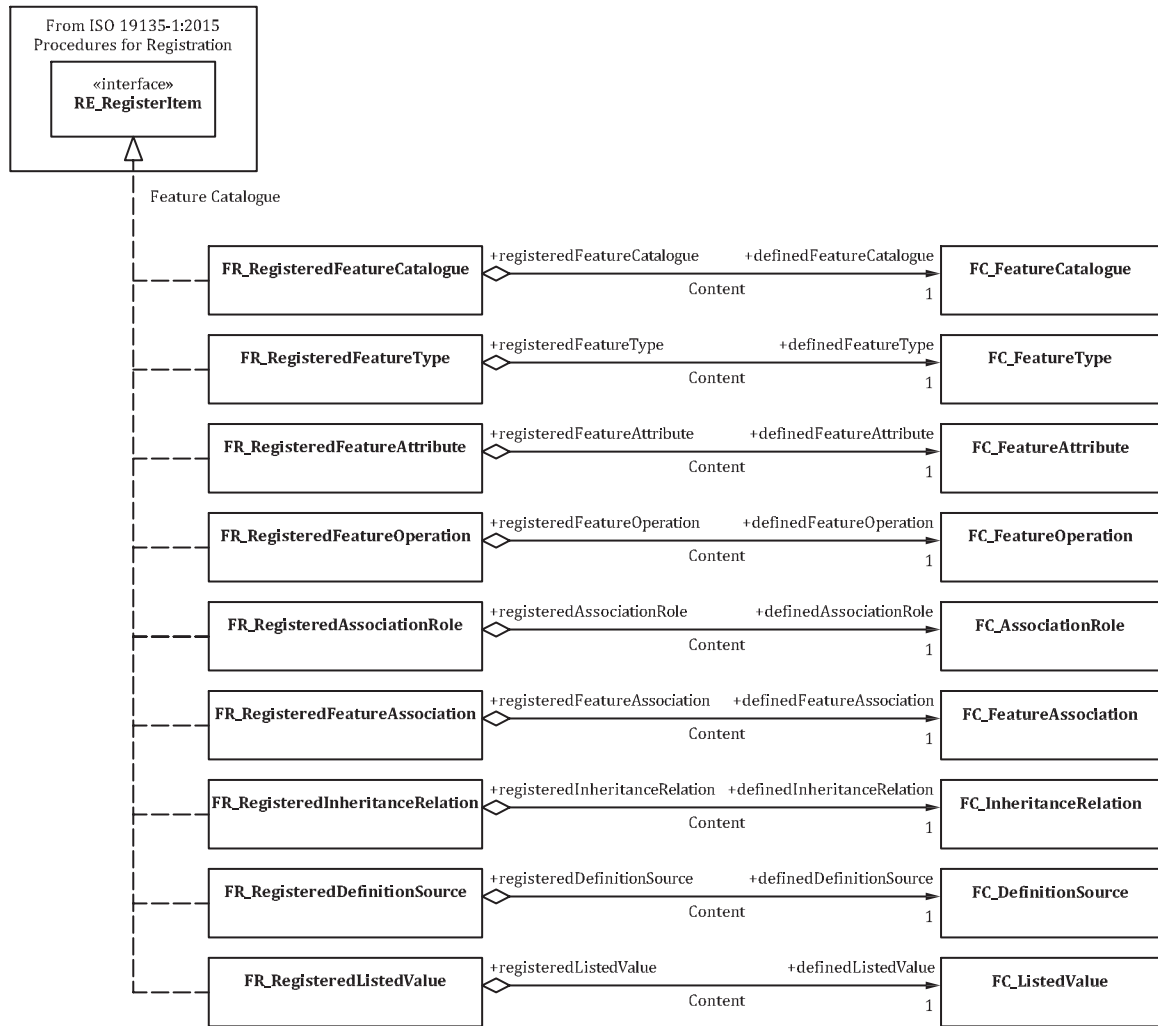 From ISO 19135-1:2015
Procedures for Registration
«interface»
RE_RegisterItem
Feature Catalogue
FR_RegisteredFeatureCatalogue
+registeredFeatureCatalogue
+definedFeatureCatalogue
Content
1
FC_FeatureCatalogue
FR_RegisteredFeatureType
+registeredFeatureType
+definedFeatureType
Content
1
FC_FeatureType
FR_RegisteredFeatureAttribute
+registeredFeatureAttribute
+definedFeatureAttribute
Content
1
FC_FeatureAttribute
FR_RegisteredFeatureOperation
+registeredFeatureOperation
+definedFeatureOperation
Content
1
FC_FeatureOperation
FR_RegisteredAssociationRole
+registeredAssociationRole
+definedAssociationRole
Content
1
FC_AssociationRole
FR_RegisteredFeatureAssociation
+registeredFeatureAssociation
+definedFeatureAssociation
Content
1
FC_FeatureAssociation
FR_RegisteredInheritanceRelation
+registeredInheritanceRelation
+definedInheritanceRelation
Content
1
FC_InheritanceRelation
FR_RegisteredDefinitionSource
+registeredDefinitionSource
+definedDefinitionSource
Content
1
FC_DefinitionSource
FR_RegisteredListedValue
+registeredListedValue
+definedListedValue
Content
1
FC_ListedValue